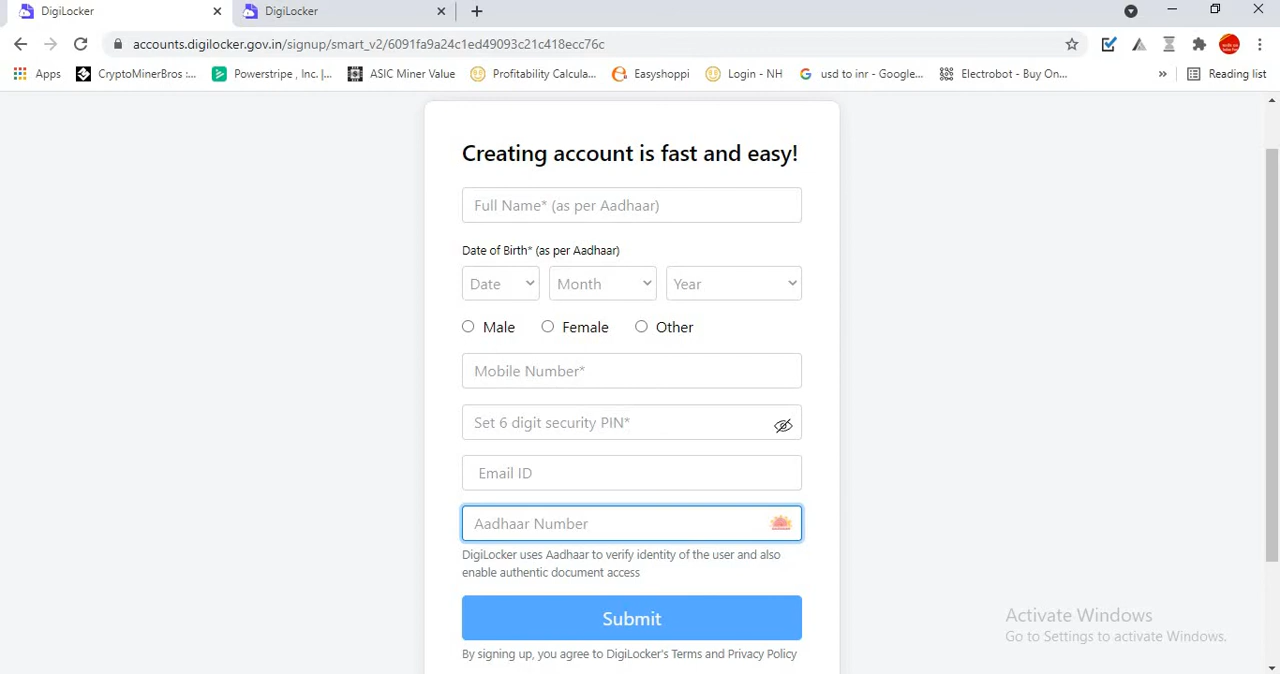 DigiLocker
DigiLocker
accounts.digilocker.gov.in/signup/smart_v2/6091fa9a24c1ed49093c21c418ecc76c
Apps CryptoMinerBros :... Powerstripe , Inc. |... ASIC Miner Value Profitability Calcula... Easyshoppi Login - NH usd to inr - Google... Electrobot - Buy On... » Reading list
Creating account is fast and easy!
Full Name* (as per Aadhaar)
Date of Birth* (as per Aadhaar)
Date Month Year
Male Female Other
Mobile Number*
Set 6 digit security PIN*
Email ID
Aadhaar Number
DigiLocker uses Aadhaar to verify identity of the user and also
enable authentic document access
Submit
By signing up, you agree to DigiLocker's Terms and Privacy Policy
Activate Windows
Go to Settings to activate Windows.